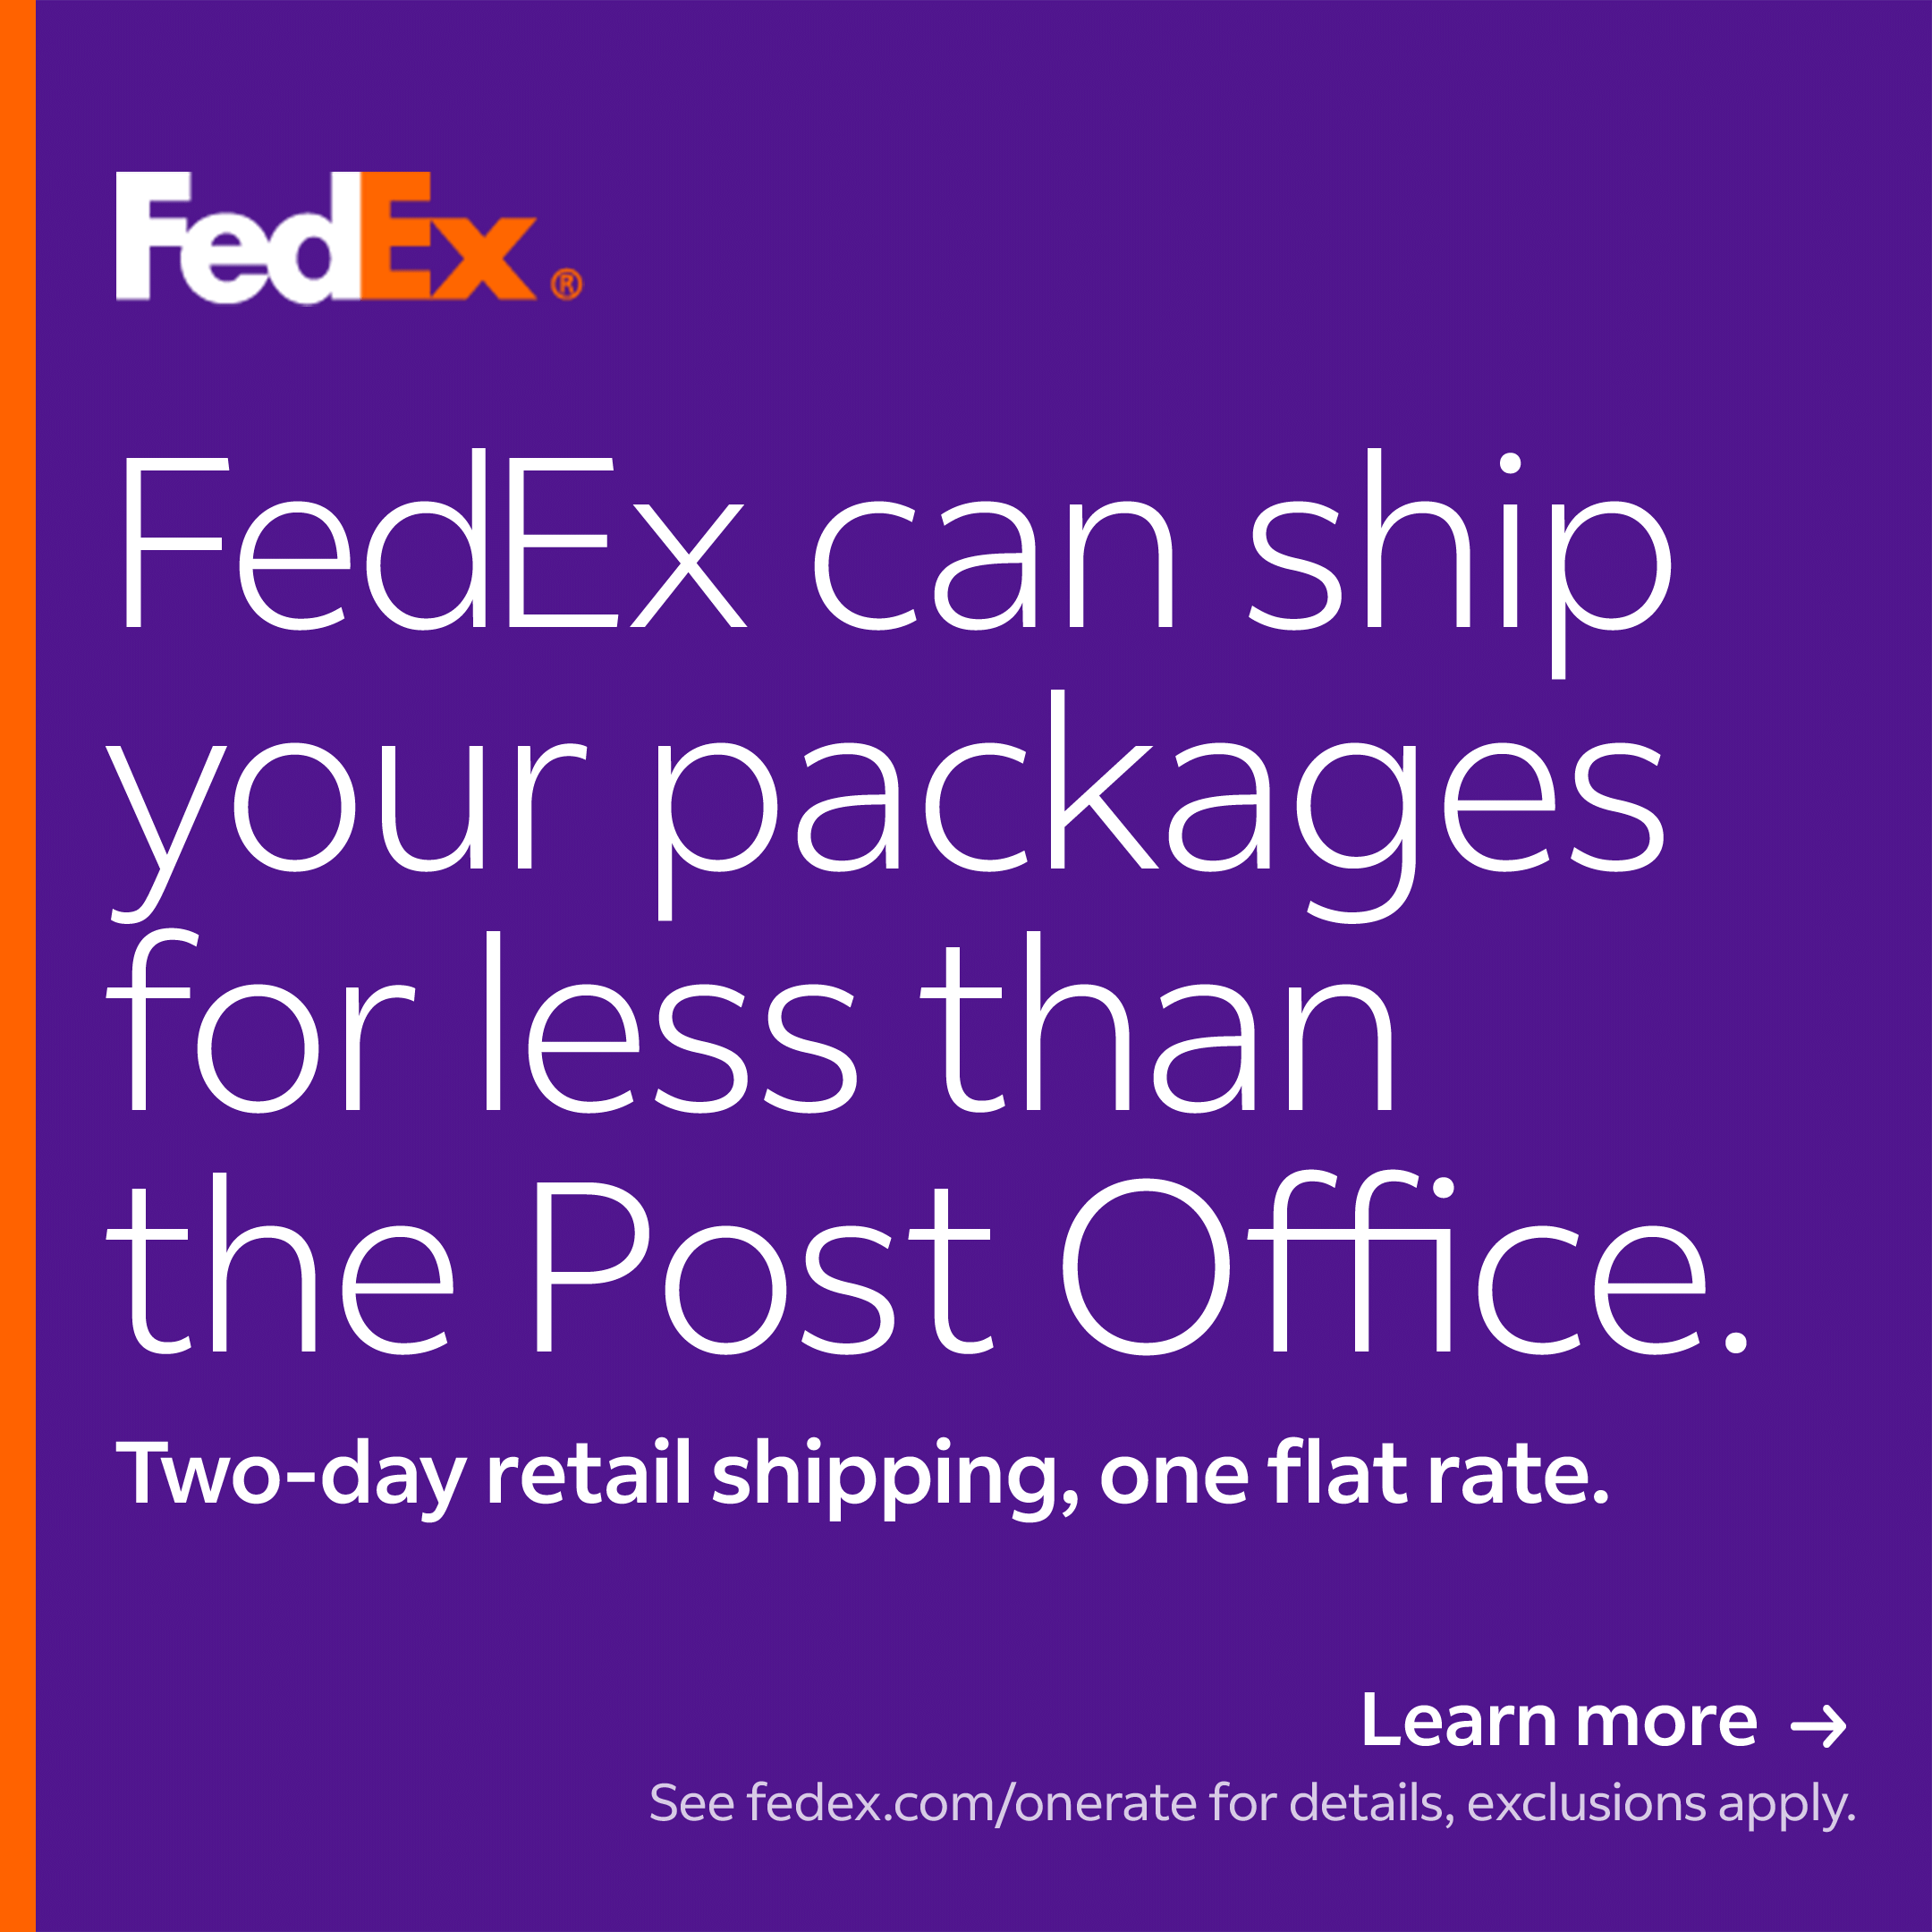 FedEx®
FedEx can ship
your packages
for less than
the Post Office.
Two-day retail shipping, one flat rate.
Learn more →
See fedex.com/onerate for details, exclusions apply.